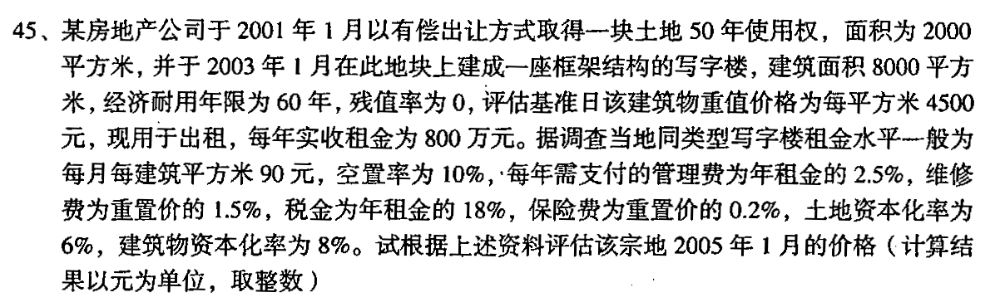 45、某房地产公司于 2001 年 1 月以有偿出让方式取得一块土地 50 年使用权，面积为 2000
平方米，并于 2003 年 1 月在此地块上建成一座框架结构的写字楼，建筑面积 8000 平方
米，经济耐用年限为 60 年，残值率为 0，评估基准日该建筑物重值价格为每平方米 4500
元，现用于出租，每年实收租金为 800 万元。据调查当地同类型写字楼租金水平一般为
每月每建筑平方米 90 元，空置率为 10%，每年需支付的管理费为年租金的 2.5%，维修
费为重置价的 1.5%，税金为年租金的 18%，保险费为重置价的 0.2%，土地资本化率为
6%，建筑物资本化率为 8%。试根据上述资料评估该宗地 2005 年 1 月的价格（计算结
果以元为单位，取整数）